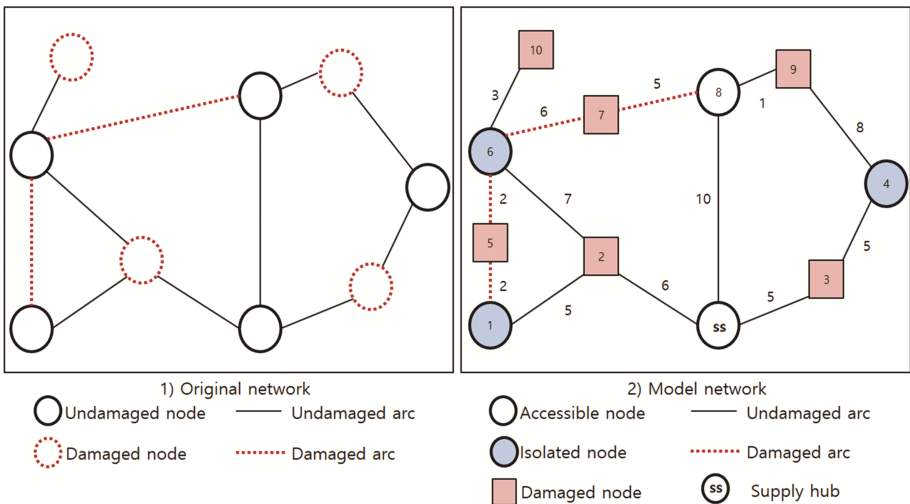 10
9
5
8
1
3
6
7
8
6
4
2
7
10
5
2
5
3
2
6
5
1
5
ss
1) Original network
2) Model network
Undamaged node
Undamaged arc
Accessible node
Undamaged arc
Damaged node
Damaged arc
Isolated node
Damaged arc
Damaged node
ss
Supply hub